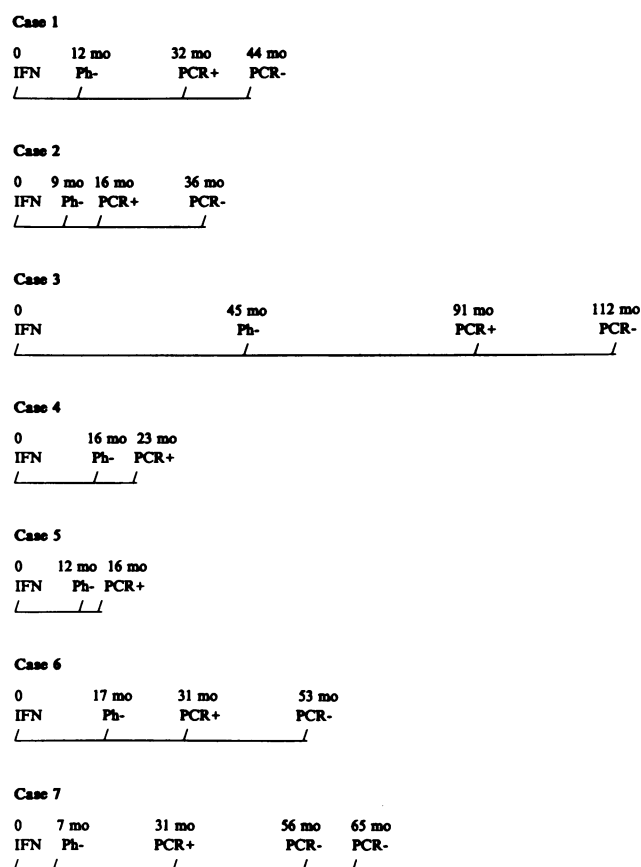 Case 1
0 12 mo 32 mo 44 mo
IFN Ph- PCR+ PCR-
Case 2
0 9 mo 16 mo 36 mo
IFN Ph- PCR+ PCR-
Case 3
0 45 mo 91 mo 112 mo
IFN Ph- PCR+ PCR-
Case 4
0 16 mo 23 mo
IFN Ph- PCR+
Case 5
0 12 mo 16 mo
IFN Ph- PCR+
Case 6
0 17 mo 31 mo 53 mo
IFN Ph- PCR+ PCR-
Case 7
0 7 mo 31 mo 56 mo 65 mo
IFN Ph- PCR+ PCR- PCR-